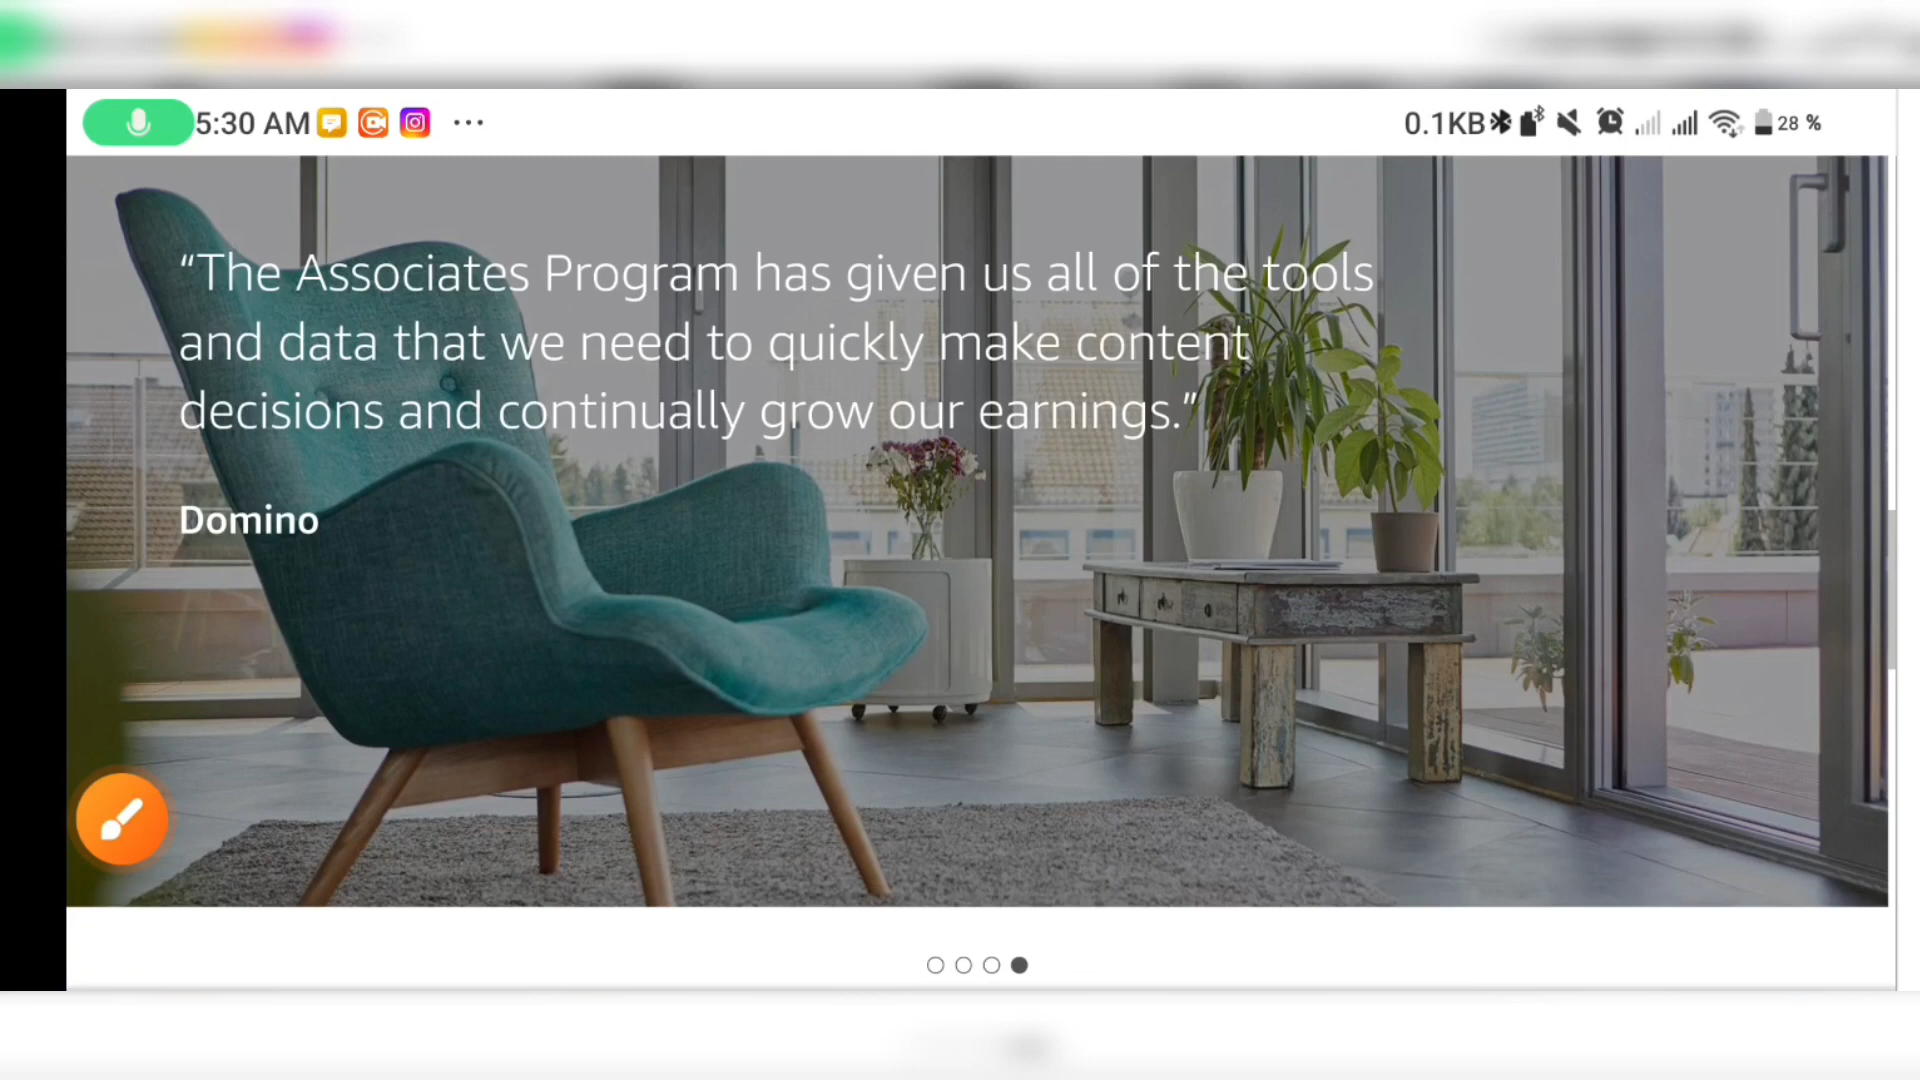 5:30 AM ... 0.1KB 28 %
“The Associates Program has given us all of the tools
and data that we need to quickly make content
decisions and continually grow our earnings.”
Domino